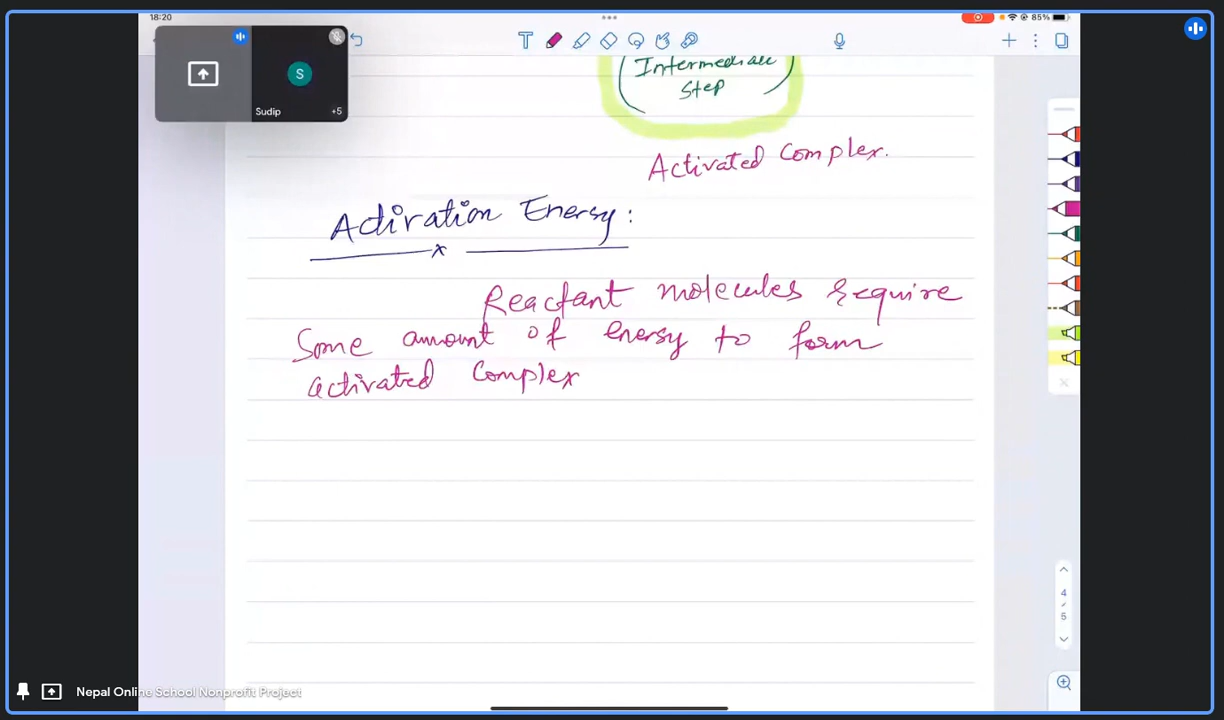 18:20
85%
S
Sudip
+5
Intermediate
Step
Activated Complex.
Activation Energy:
Reactant molecules require
Some amount of energy to form
activated Complex
4
5
Nepal Online School Nonprofit Project